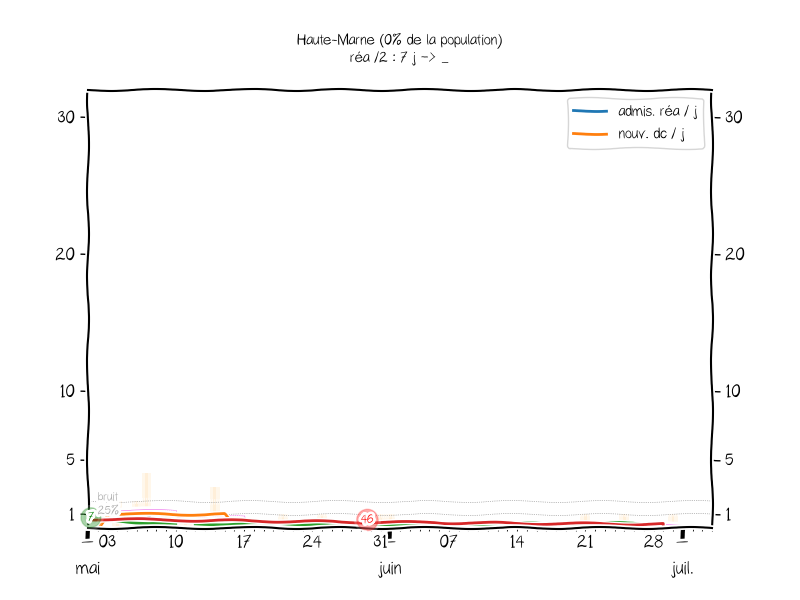 Haute-Marne (0% de la population)
réa /2 : 7 j -> _
admis. réa / j
nouv. dc / j
30
30
20
20
10
10
5
5
bruit
25%
1
1
7
46
03 10 17 24 31 07 14 21 28
mai juin juil.